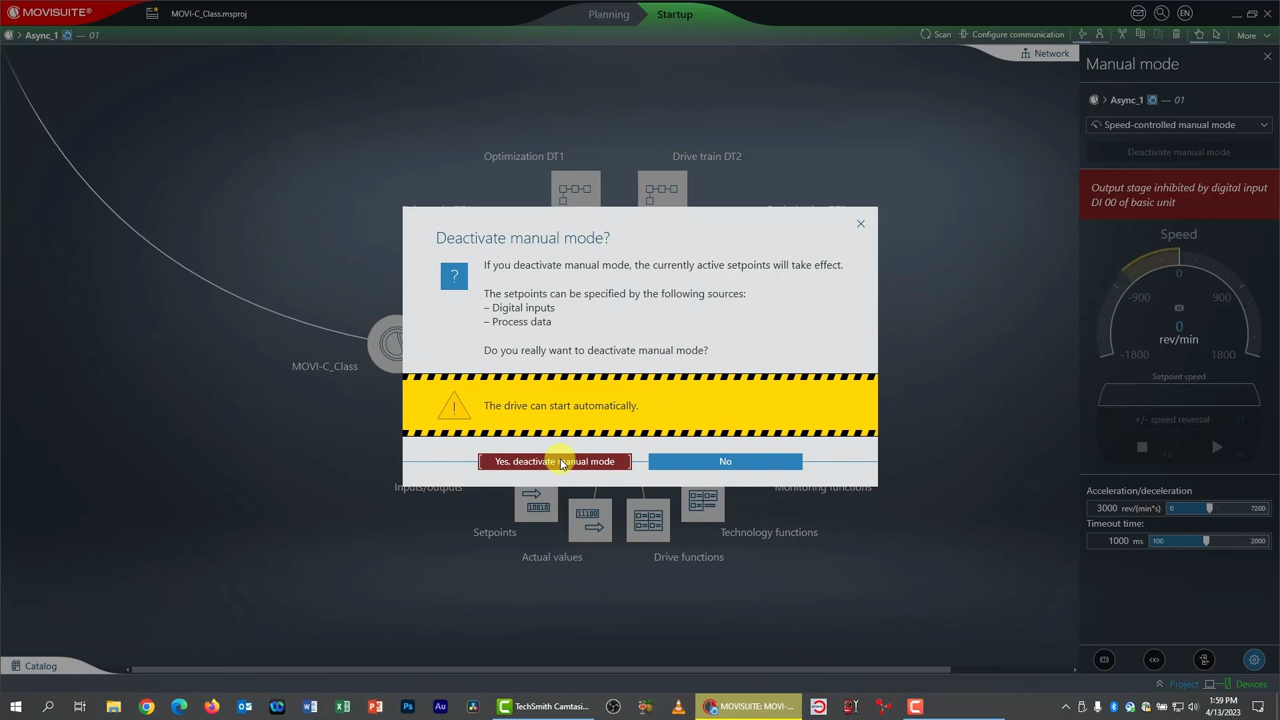 MOVISUITE®
MOVI-C_Class.msproj
Planning
Startup
EN
Async_1
01
Scan
Configure communication
More
Network
Manual mode
Async_1 — 01
Speed-controlled manual mode
Deactivate manual mode
Output stage inhibited by digital input
DI 00 of basic unit
Speed
0
-900
900
0
rev/min
-1800
1800
Setpoint speed
+/- speed reversal
F7
F4
Acceleration/deceleration
3000 rev/(min*s)
0
7200
Timeout time:
1000 ms
100
2000
Optimization DT1
Drive train DT2
MOVI-C_Class
Deactivate manual mode?
If you deactivate manual mode, the currently active setpoints will take effect.
The setpoints can be specified by the following sources:
– Digital inputs
– Process data
Do you really want to deactivate manual mode?
The drive can start automatically.
Yes, deactivate manual mode
No
Inputs/outputs
Monitoring functions
10010
11100
Setpoints
Technology functions
Actual values
Drive functions
Catalog
Project
Devices
TechSmith Camtasi...
MOVISUITE: MOVI-...
1:59 PM
4/13/2023